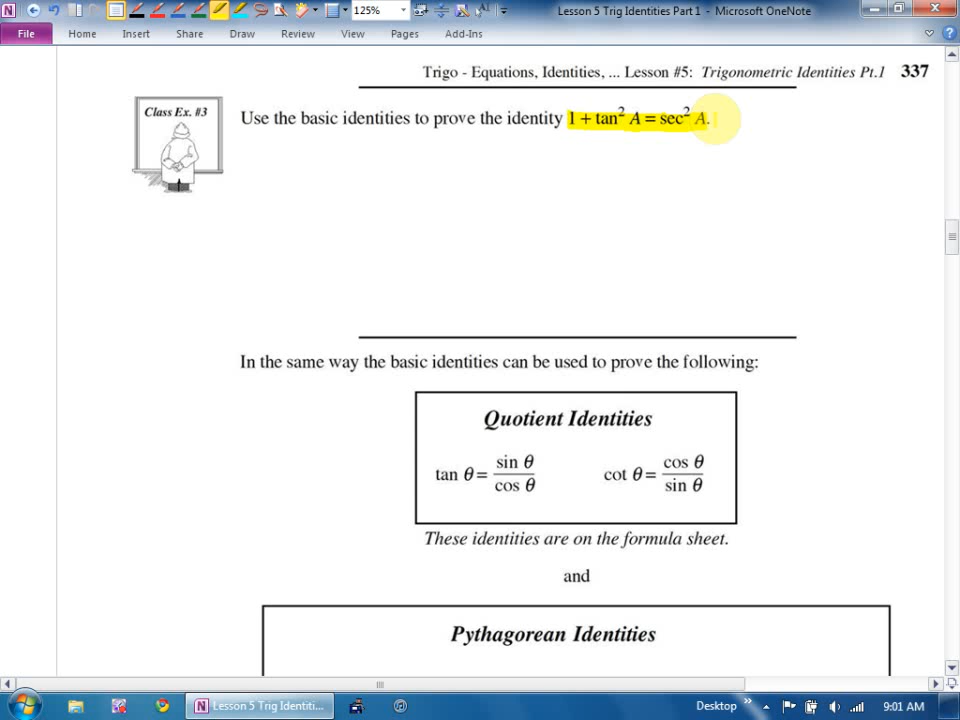 125%
Lesson 5 Trig Identities Part 1 - Microsoft OneNote
File Home Insert Share Draw Review View Pages Add-Ins
Trigo - Equations, Identities, ... Lesson #5: Trigonometric Identities Pt.1 337
Class Ex. #3
Use the basic identities to prove the identity 1 + tan² A = sec² A.
In the same way the basic identities can be used to prove the following:
Quotient Identities
tan θ = sin θ / cos θ cot θ = cos θ / sin θ
These identities are on the formula sheet.
and
Pythagorean Identities
Lesson 5 Trig Identiti... Desktop 9:01 AM